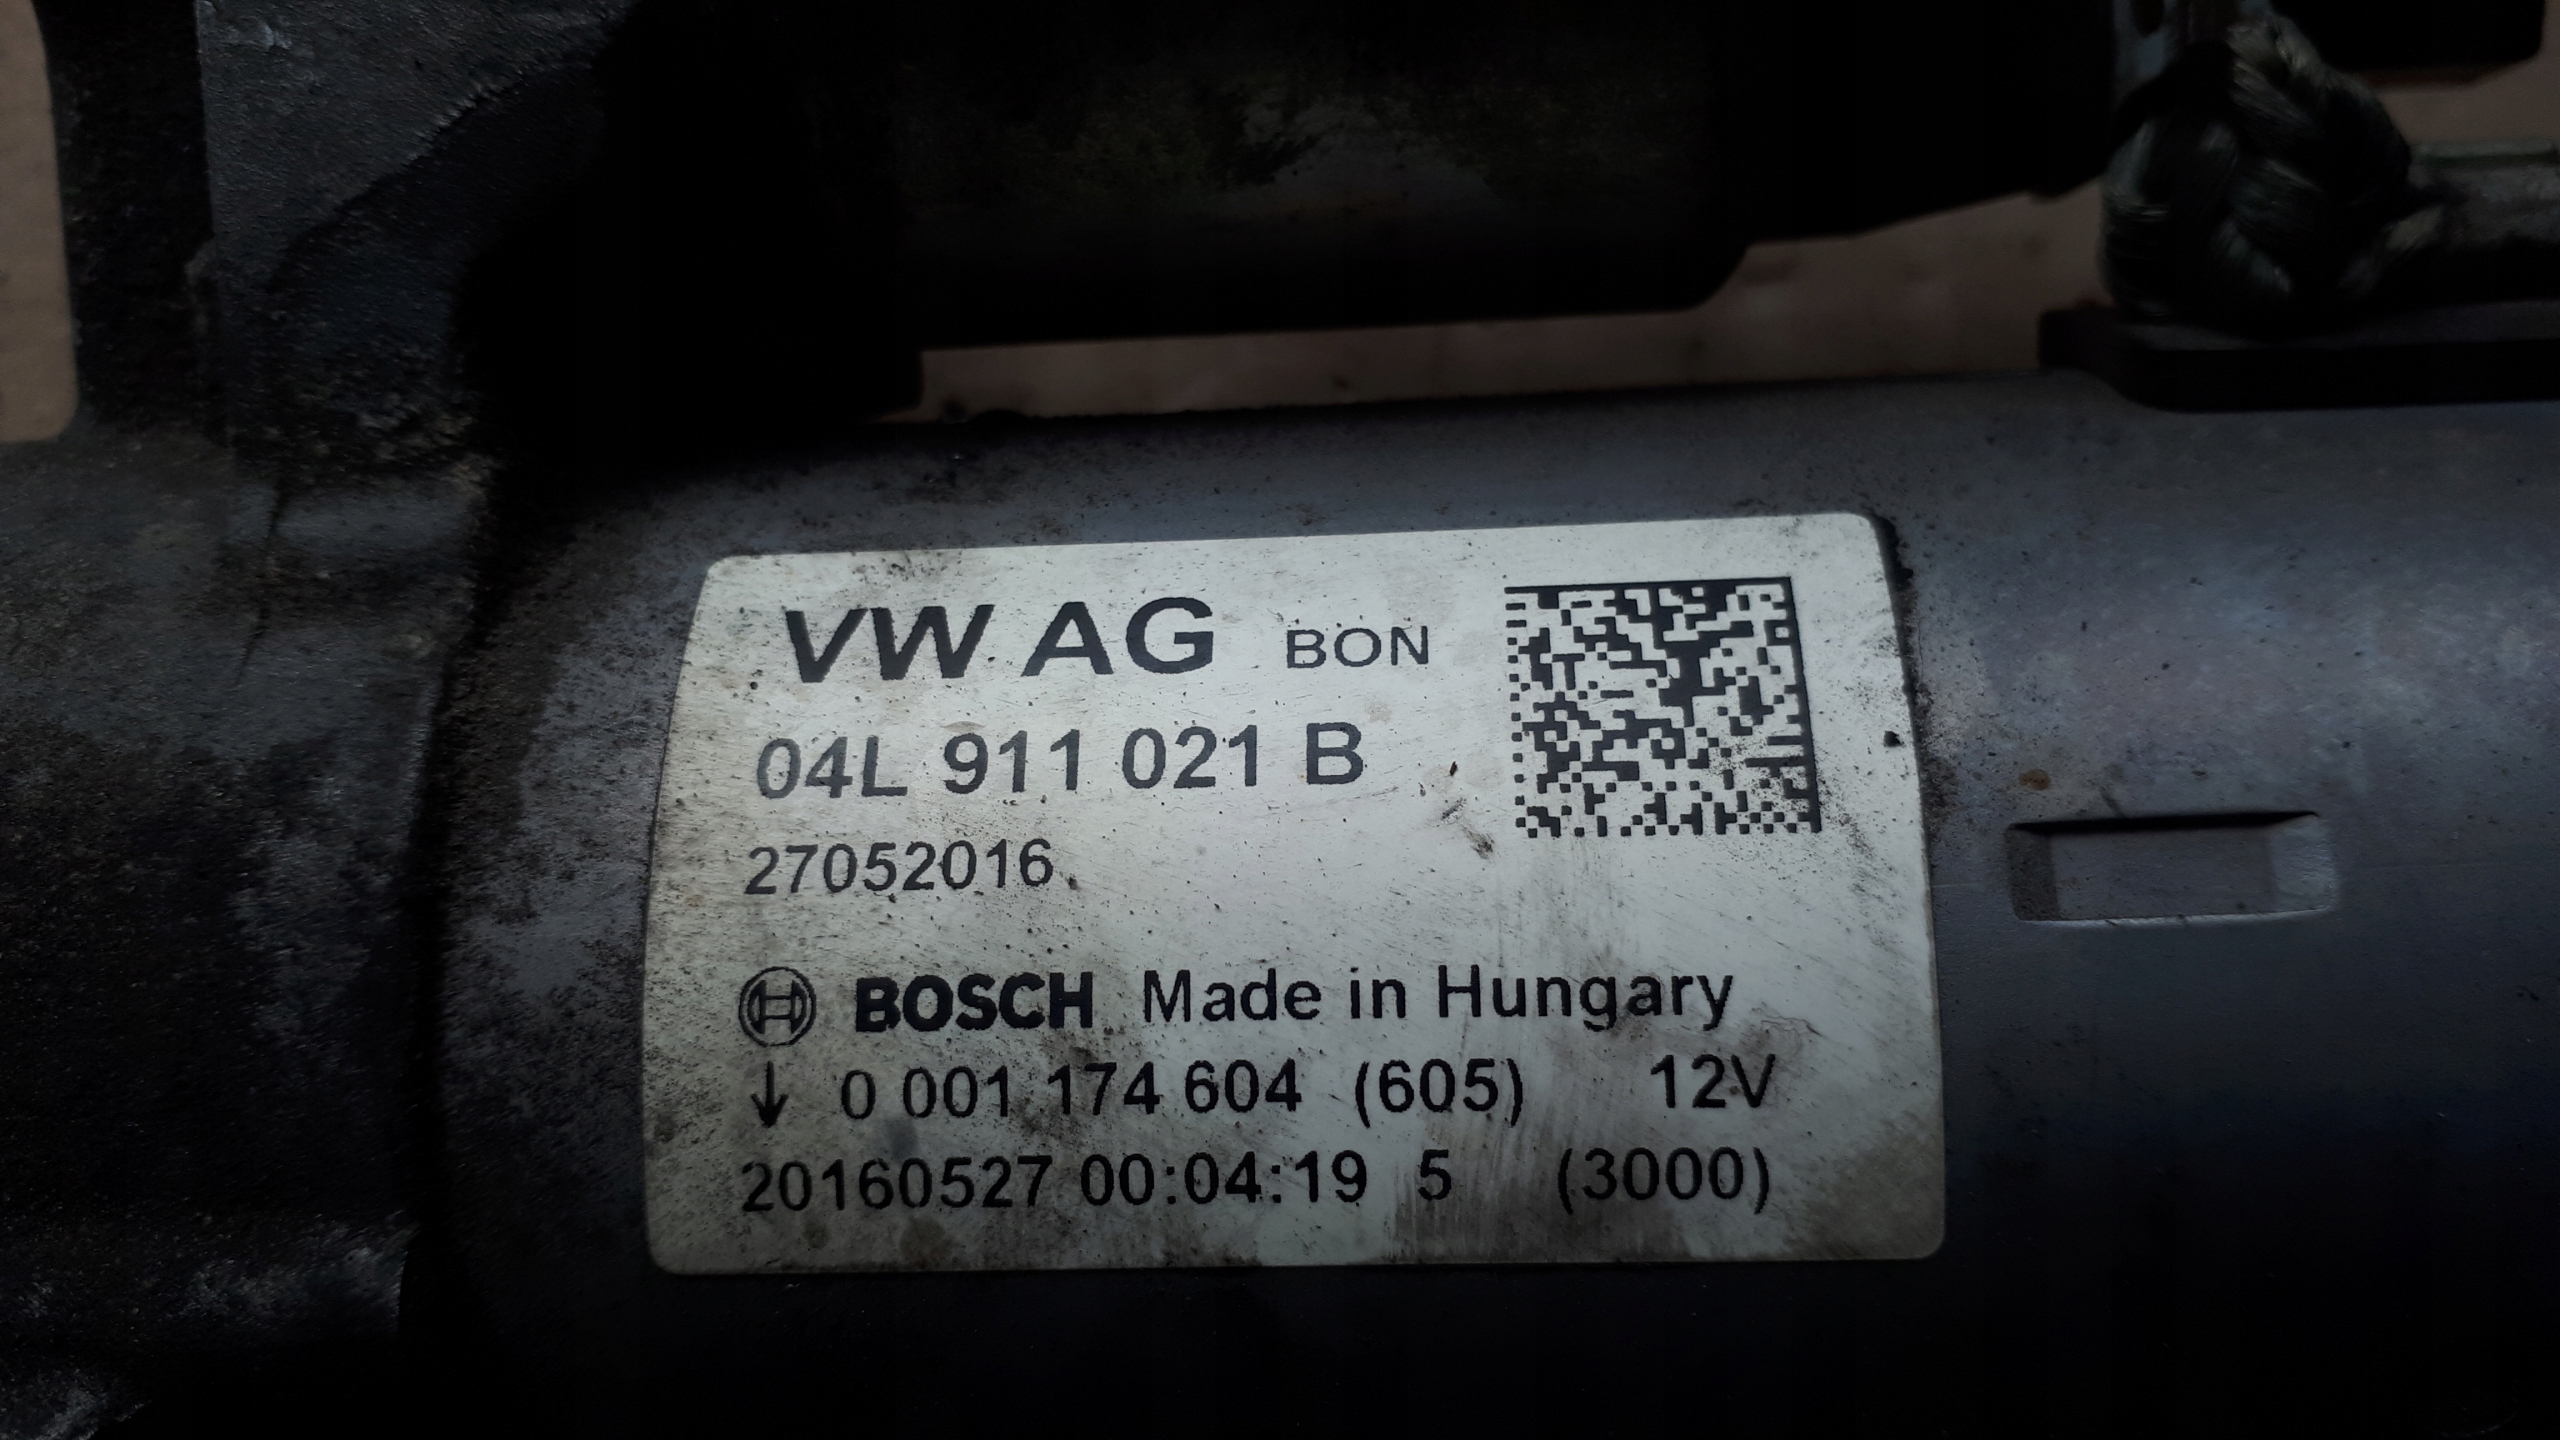 VW AG BON
04L 911 021 B
27052016
BOSCH Made in Hungary
↓ 0 001 174 604 (605) 12V
20160527 00:04:19 5 (3000)